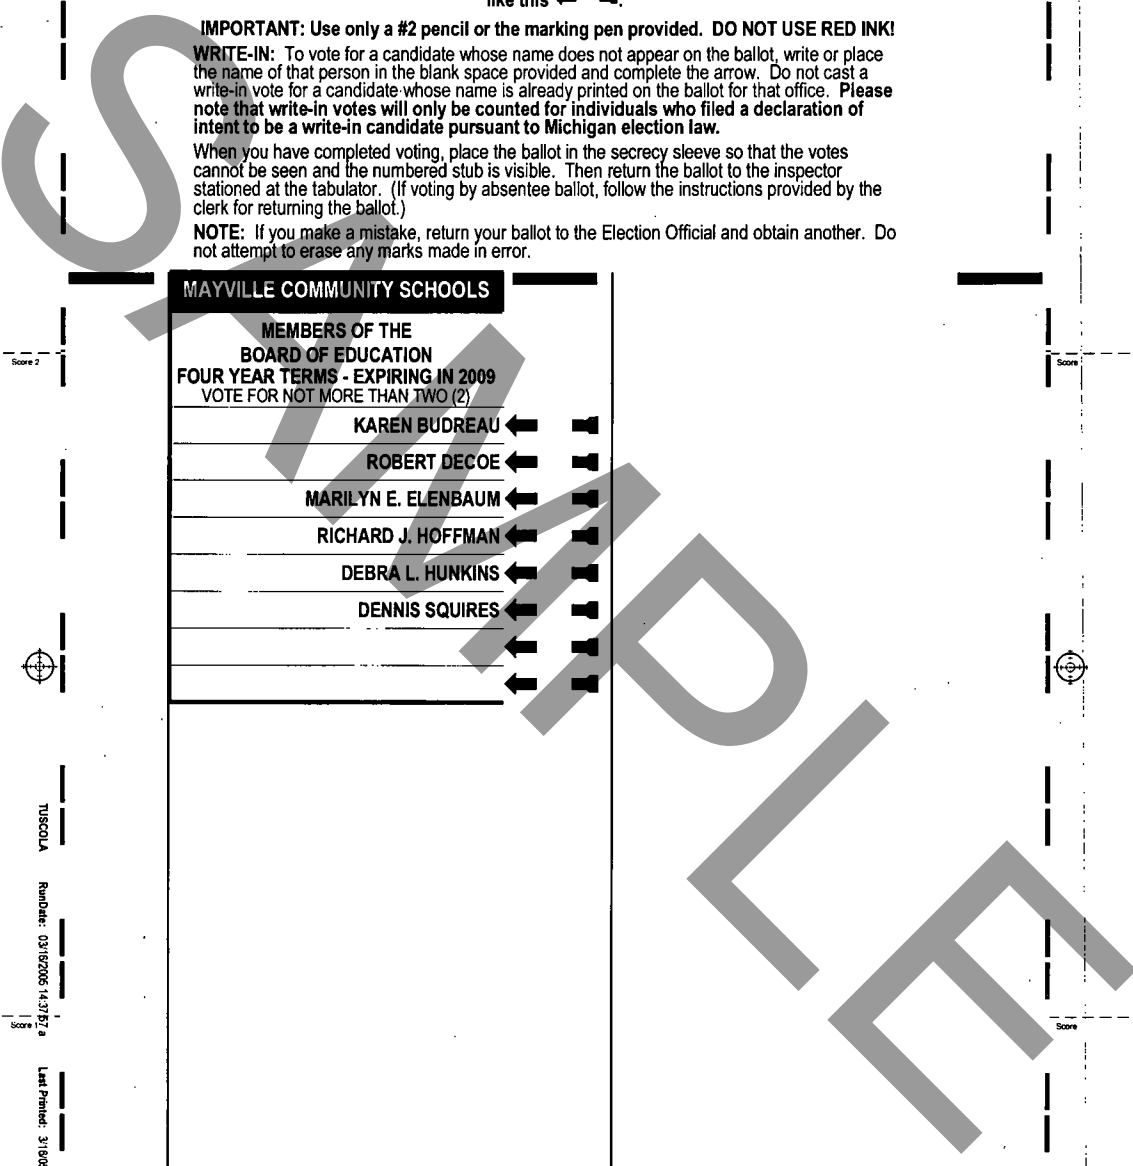 like this
IMPORTANT: Use only a #2 pencil or the marking pen provided. DO NOT USE RED INK!
WRITE-IN: To vote for a candidate whose name does not appear on the ballot, write or place
the name of that person in the blank space provided and complete the arrow. Do not cast a
write-in vote for a candidate whose name is already printed on the ballot for that office. Please
note that write-in votes will only be counted for individuals who filed a declaration of
intent to be a write-in candidate pursuant to Michigan election law.
When you have completed voting, place the ballot in the secrecy sleeve so that the votes
cannot be seen and the numbered stub is visible. Then return the ballot to the inspector
stationed at the tabulator. (If voting by absentee ballot, follow the instructions provided by the
clerk for returning the ballot.)
NOTE: If you make a mistake, return your ballot to the Election Official and obtain another. Do
not attempt to erase any marks made in error.
MAYVILLE COMMUNITY SCHOOLS
MEMBERS OF THE
BOARD OF EDUCATION
FOUR YEAR TERMS - EXPIRING IN 2009
VOTE FOR NOT MORE THAN TWO (2)
KAREN BUDREAU
ROBERT DECOE
MARILYN E. ELENBAUM
RICHARD J. HOFFMAN
DEBRA L. HUNKINS
DENNIS SQUIRES
Score 2
Score
Score 1
Score
TUSCOLA RunDate: 03/16/2005 14:37:57 a Last Printed: 3/16/05
SAMPLE